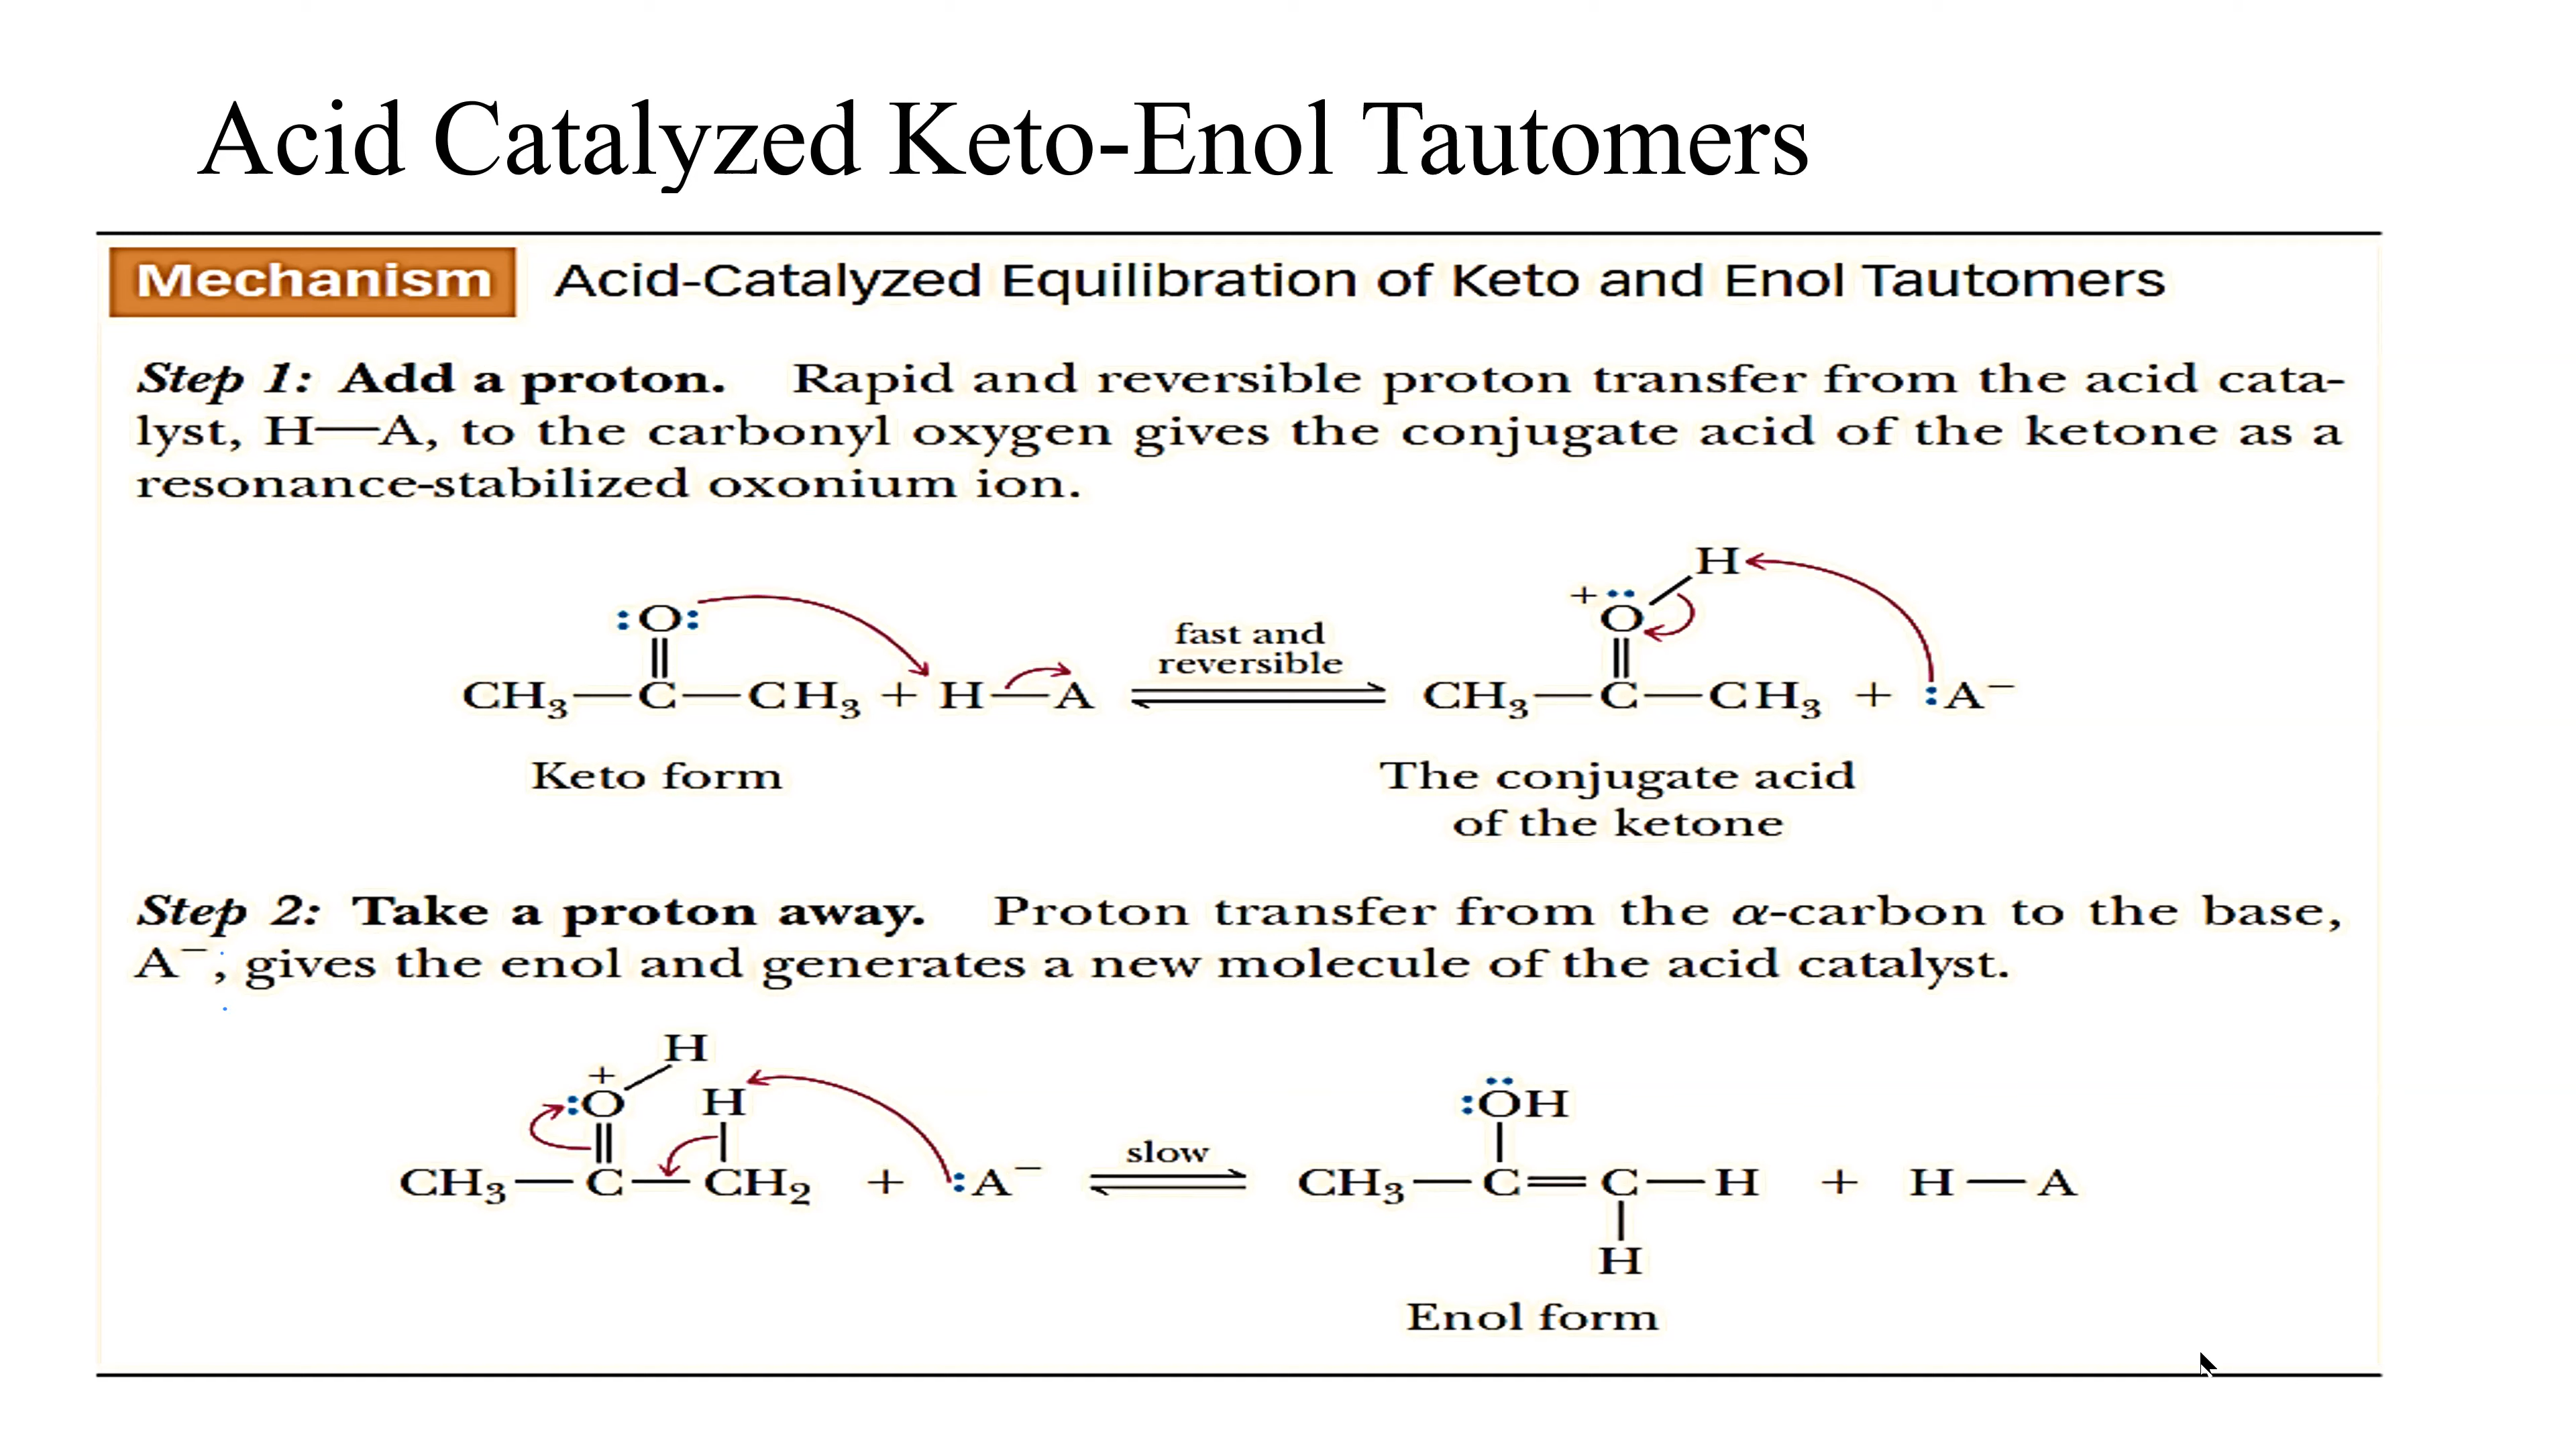 Acid Catalyzed Keto-Enol Tautomers
Mechanism Acid-Catalyzed Equilibration of Keto and Enol Tautomers
Step 1: Add a proton. Rapid and reversible proton transfer from the acid cata-
lyst, H—A, to the carbonyl oxygen gives the conjugate acid of the ketone as a
resonance-stabilized oxonium ion.
H
+ ··
:O: O
fast and
reversible
CH₃—C—CH₃ + H—A CH₃—C—CH₃ + :A⁻
Keto form The conjugate acid
of the ketone
Step 2: Take a proton away. Proton transfer from the α-carbon to the base,
A⁻, gives the enol and generates a new molecule of the acid catalyst.
H
+ ··
:O H :OH
slow
CH₃—C—CH₂ + :A⁻ CH₃—C=C—H + H—A
H
Enol form